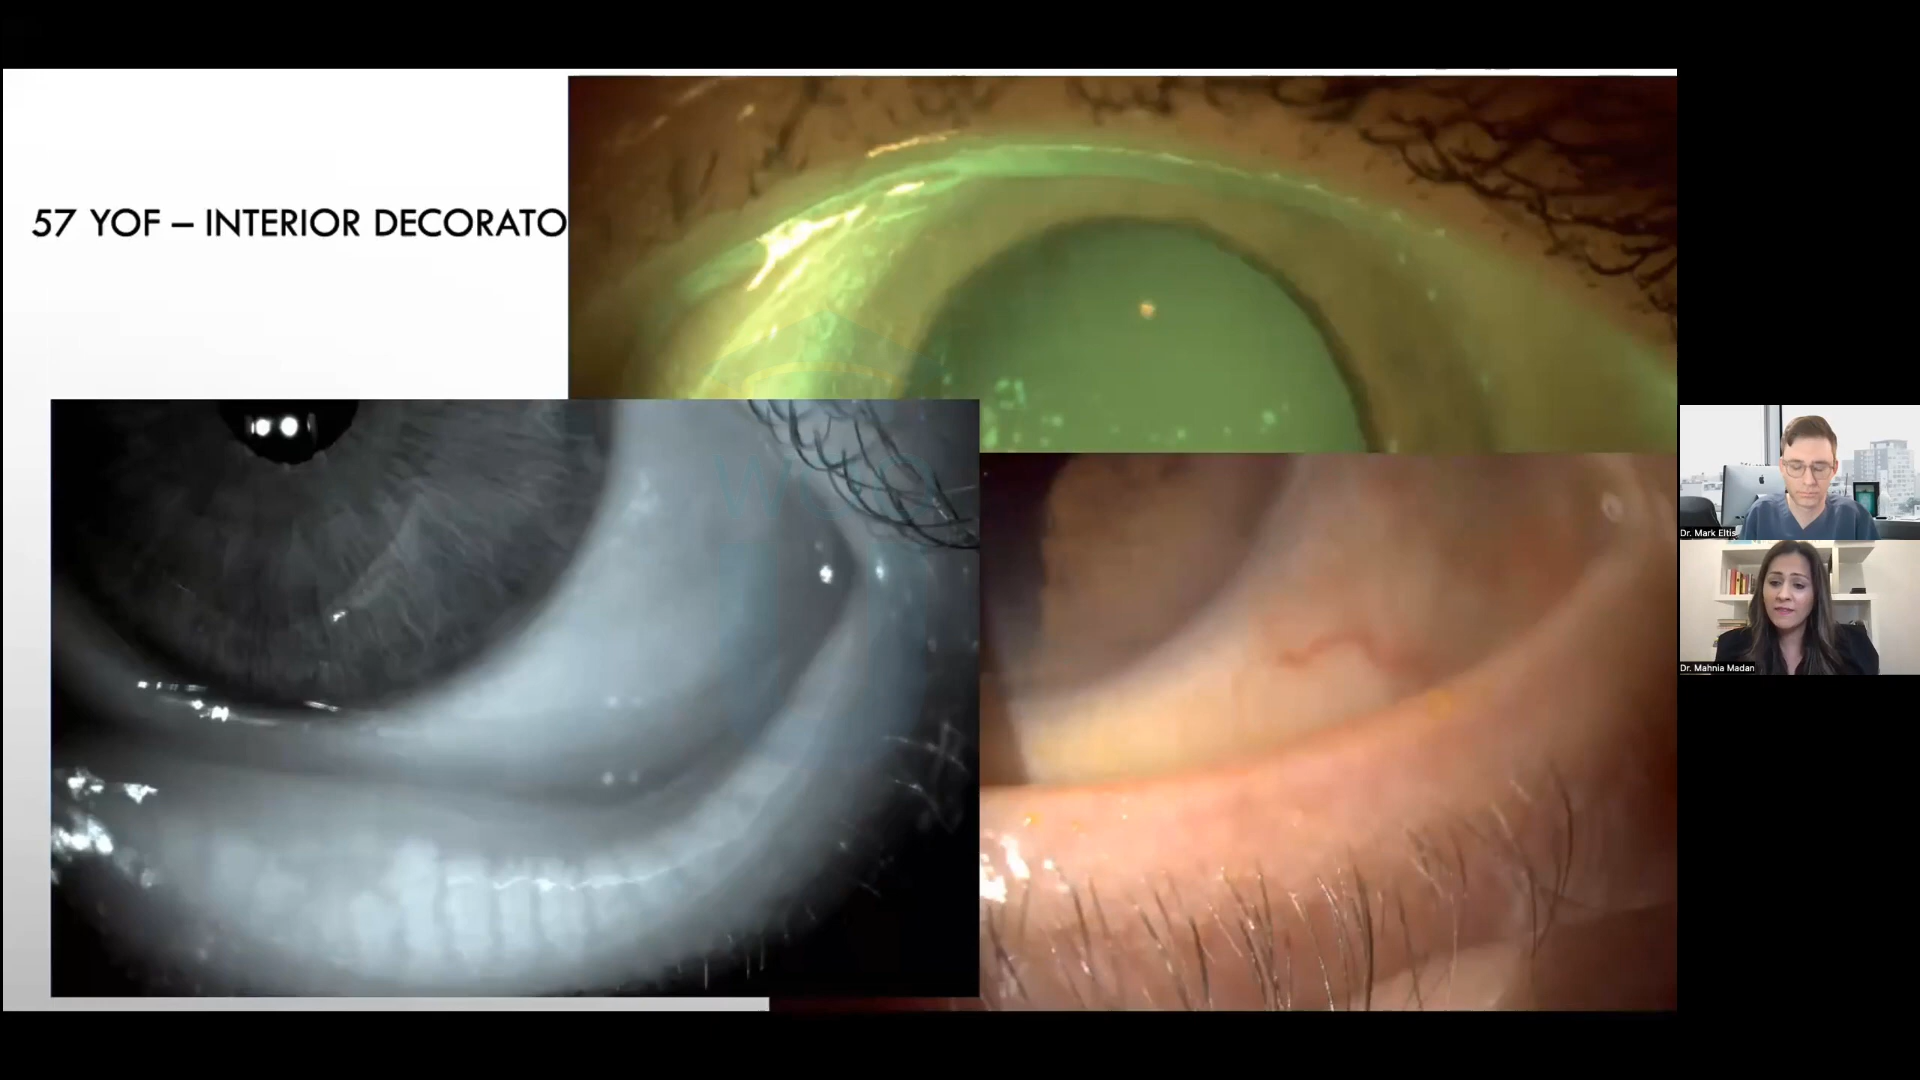 57 YOF – INTERIOR DECORATO
Dr. Mark Eltis
Dr. Mahnia Madan